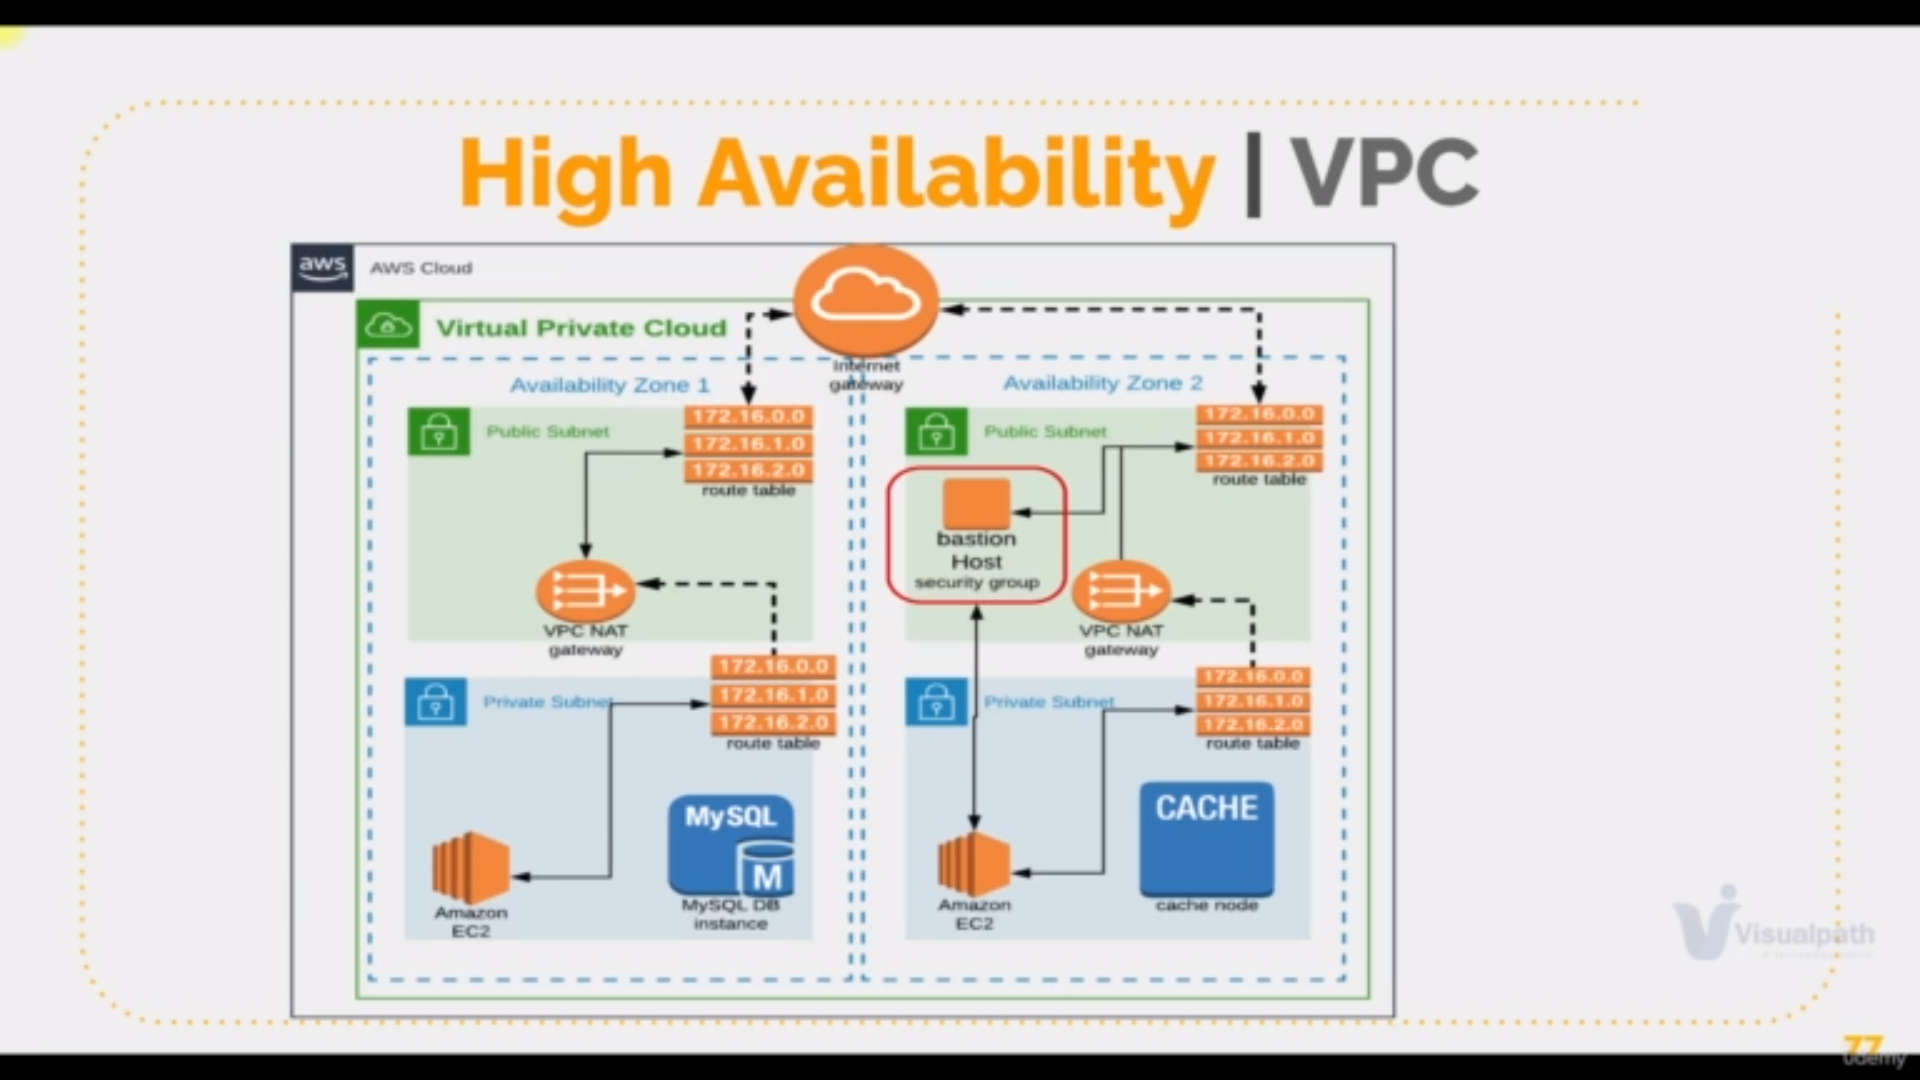 High Availability | VPC
aws
AWS Cloud
Virtual Private Cloud
Internet
gateway
Availability Zone 1
Public Subnet
172.16.0.0
172.16.1.0
172.16.2.0
route table
VPC NAT
gateway
Private Subnet
172.16.0.0
172.16.1.0
172.16.2.0
route table
Amazon
EC2
MySQL
M
MySQL DB
instance
Availability Zone 2
Public Subnet
172.16.0.0
172.16.1.0
172.16.2.0
route table
bastion
Host
security group
VPC NAT
gateway
Private Subnet
172.16.0.0
172.16.1.0
172.16.2.0
route table
Amazon
EC2
CACHE
cache node
Visualpath
77
udemy